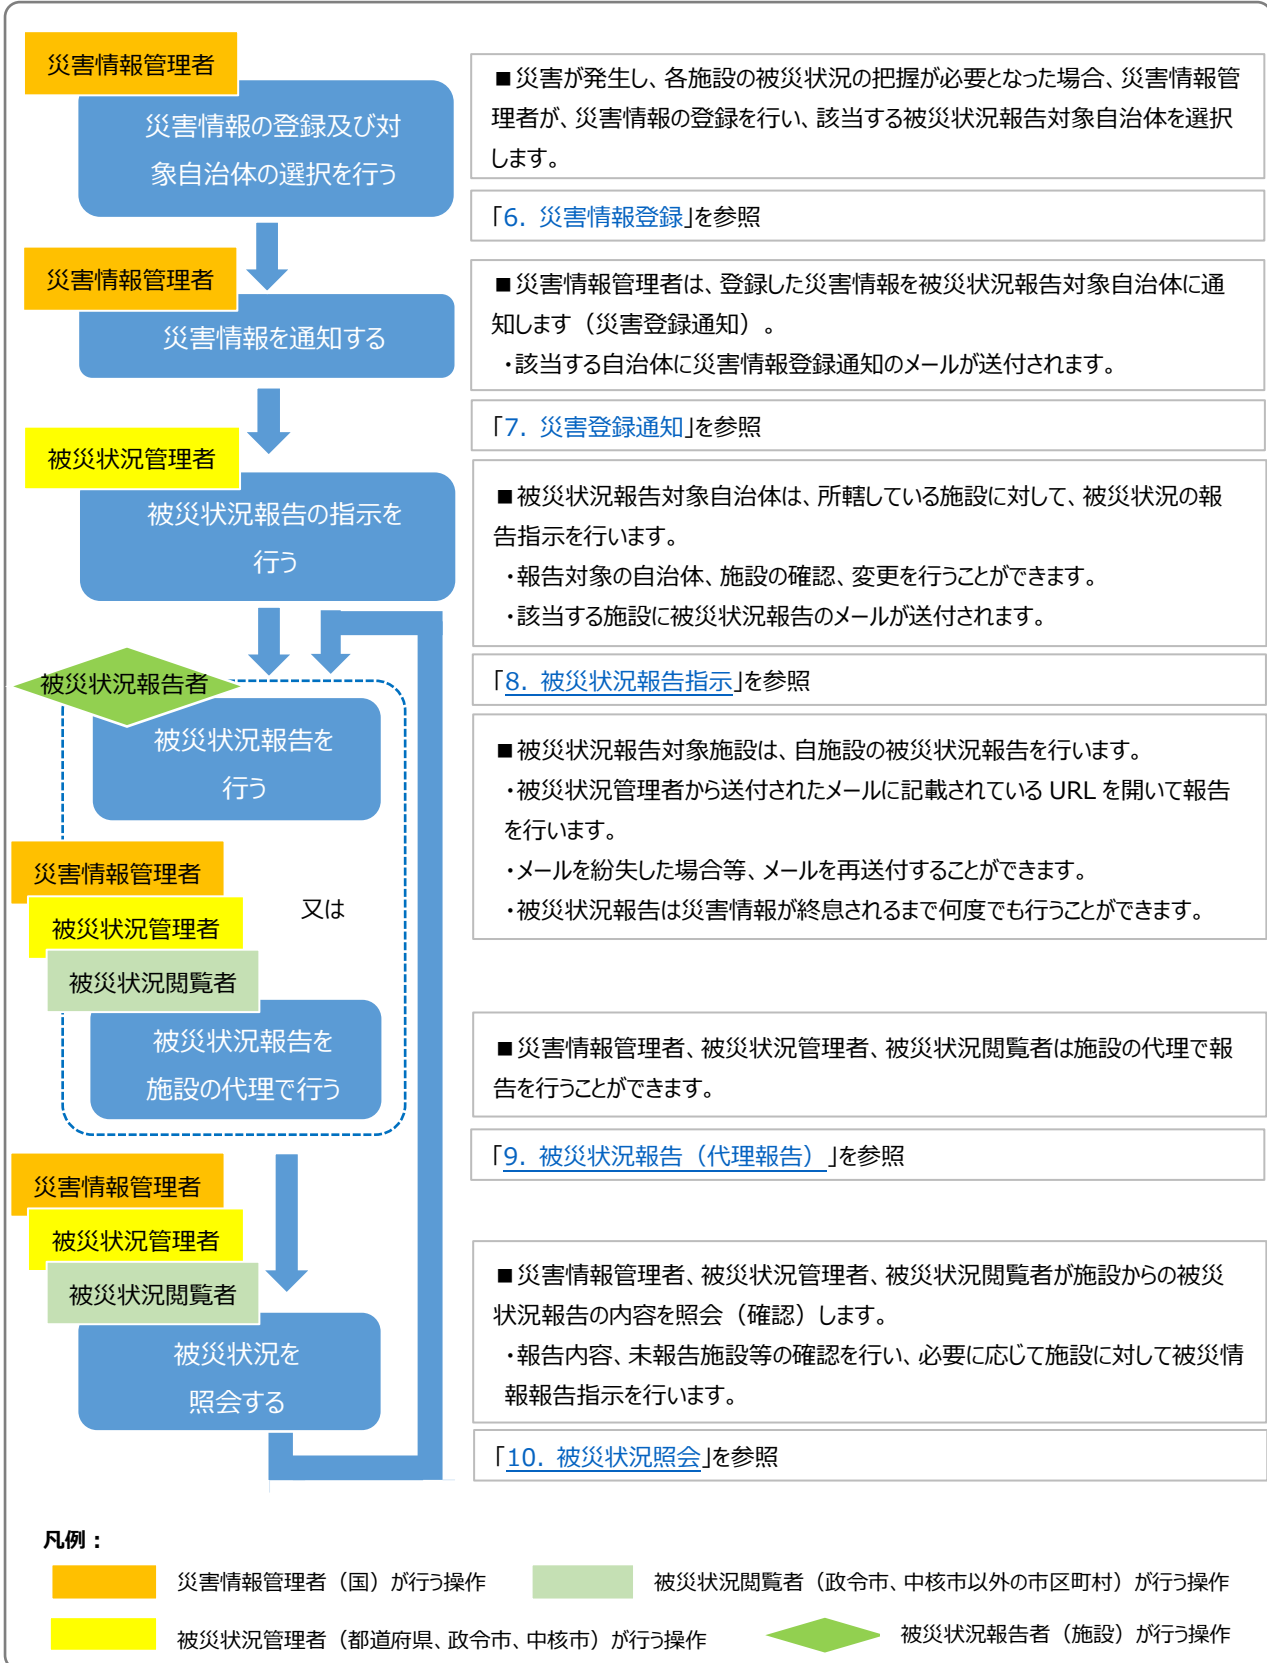 災害情報管理者
災害情報の登録及び対
象自治体の選択を行う
■災害が発生し、各施設の被災状況の把握が必要となった場合、災害情報管
理者が、災害情報の登録を行い、該当する被災状況報告対象自治体を選択
します。
「6. 災害情報登録」を参照
災害情報管理者
災害情報を通知する
■災害情報管理者は、登録した災害情報を被災状況報告対象自治体に通
知します（災害登録通知）。
・該当する自治体に災害情報登録通知のメールが送付されます。
「7. 災害登録通知」を参照
被災状況管理者
被災状況報告の指示を
行う
■被災状況報告対象自治体は、所轄している施設に対して、被災状況の報
告指示を行います。
・報告対象の自治体、施設の確認、変更を行うことができます。
・該当する施設に被災状況報告のメールが送付されます。
「8. 被災状況報告指示」を参照
被災状況報告者
被災状況報告を
行う
■被災状況報告対象施設は、自施設の被災状況報告を行います。
・被災状況管理者から送付されたメールに記載されている URL を開いて報告
を行います。
・メールを紛失した場合等、メールを再送付することができます。
・被災状況報告は災害情報が終息されるまで何度でも行うことができます。
又は
災害情報管理者
被災状況管理者
被災状況閲覧者
被災状況報告を
施設の代理で行う
■災害情報管理者、被災状況管理者、被災状況閲覧者は施設の代理で報
告を行うことができます。
「9. 被災状況報告（代理報告）」を参照
災害情報管理者
被災状況管理者
被災状況閲覧者
被災状況を
照会する
■災害情報管理者、被災状況管理者、被災状況閲覧者が施設からの被災
状況報告の内容を照会（確認）します。
・報告内容、未報告施設等の確認を行い、必要に応じて施設に対して被災情
報報告指示を行います。
「10. 被災状況照会」を参照
凡例：
災害情報管理者（国）が行う操作
被災状況閲覧者（政令市、中核市以外の市区町村）が行う操作
被災状況管理者（都道府県、政令市、中核市）が行う操作
被災状況報告者（施設）が行う操作